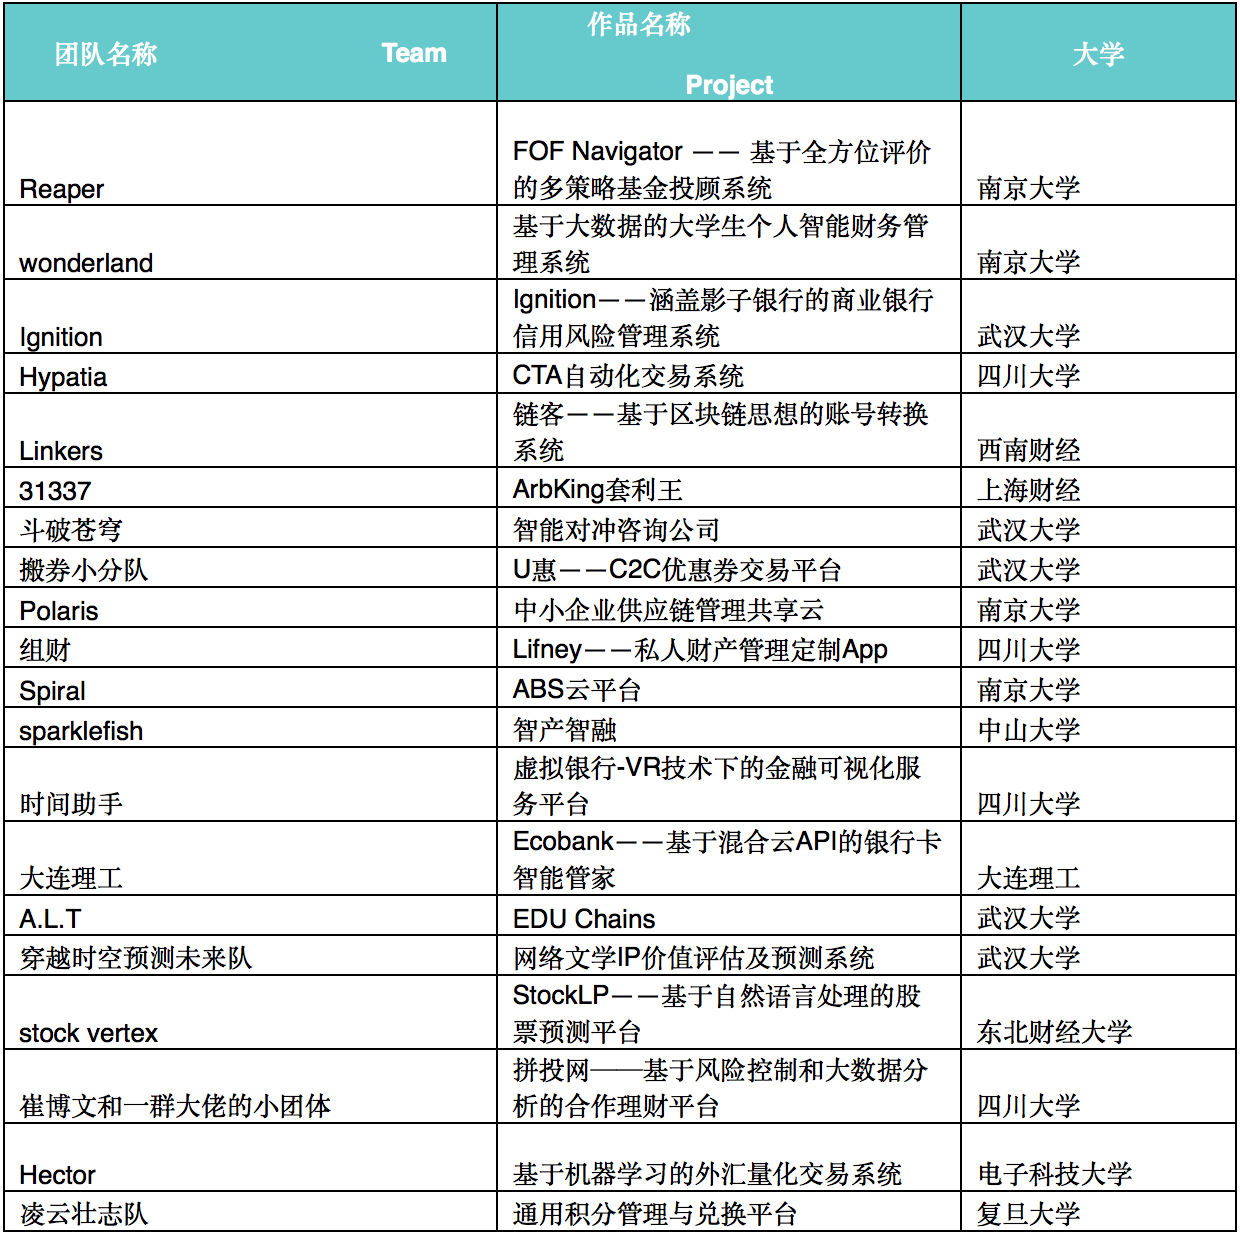 团队名称 Team
作品名称
Project
大学
FOF Navigator —— 基于全方位评价
的多策略基金投顾系统
Reaper
南京大学
基于大数据的大学生个人智能财务管
理系统
wonderland
南京大学
Ignition——涵盖影子银行的商业银行
信用风险管理系统
Ignition
武汉大学
Hypatia
CTA自动化交易系统
四川大学
链客——基于区块链思想的账号转换
系统
Linkers
西南财经
31337
ArbKing套利王
上海财经
斗破苍穹
智能对冲咨询公司
武汉大学
搬券小分队
U惠——C2C优惠券交易平台
武汉大学
Polaris
中小企业供应链管理共享云
南京大学
组财
Lifney——私人财产管理定制App
四川大学
Spiral
ABS云平台
南京大学
sparklefish
智产智融
中山大学
虚拟银行-VR技术下的金融可视化服
务平台
时间助手
四川大学
Ecobank——基于混合云API的银行卡
智能管家
大连理工
大连理工
A.L.T
EDU Chains
武汉大学
穿越时空预测未来队
网络文学IP价值评估及预测系统
武汉大学
StockLP——基于自然语言处理的股
票预测平台
stock vertex
东北财经大学
拼投网——基于风险控制和大数据分
析的合作理财平台
崔博文和一群大佬的小团体
四川大学
Hector
基于机器学习的外汇量化交易系统
电子科技大学
凌云壮志队
通用积分管理与兑换平台
复旦大学